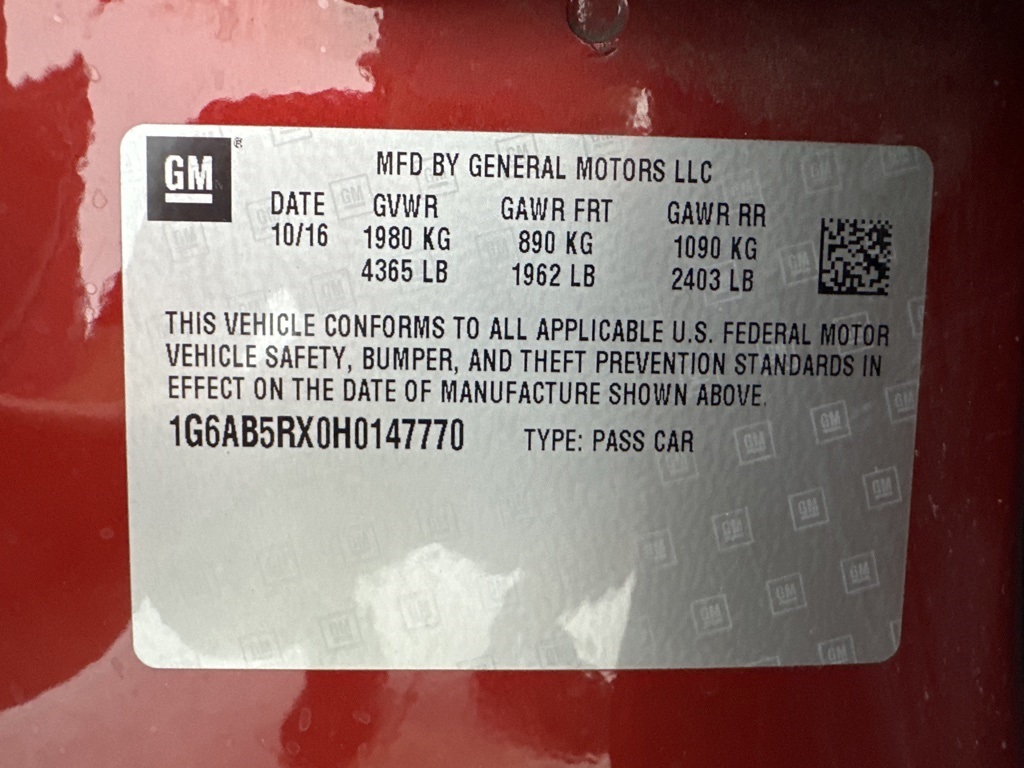 GM ®
MFD BY GENERAL MOTORS LLC
DATE GVWR GAWR FRT GAWR RR
10/16 1980 KG 890 KG 1090 KG
4365 LB 1962 LB 2403 LB
THIS VEHICLE CONFORMS TO ALL APPLICABLE U.S. FEDERAL MOTOR
VEHICLE SAFETY, BUMPER, AND THEFT PREVENTION STANDARDS IN
EFFECT ON THE DATE OF MANUFACTURE SHOWN ABOVE.
1G6AB5RX0H0147770 TYPE: PASS CAR